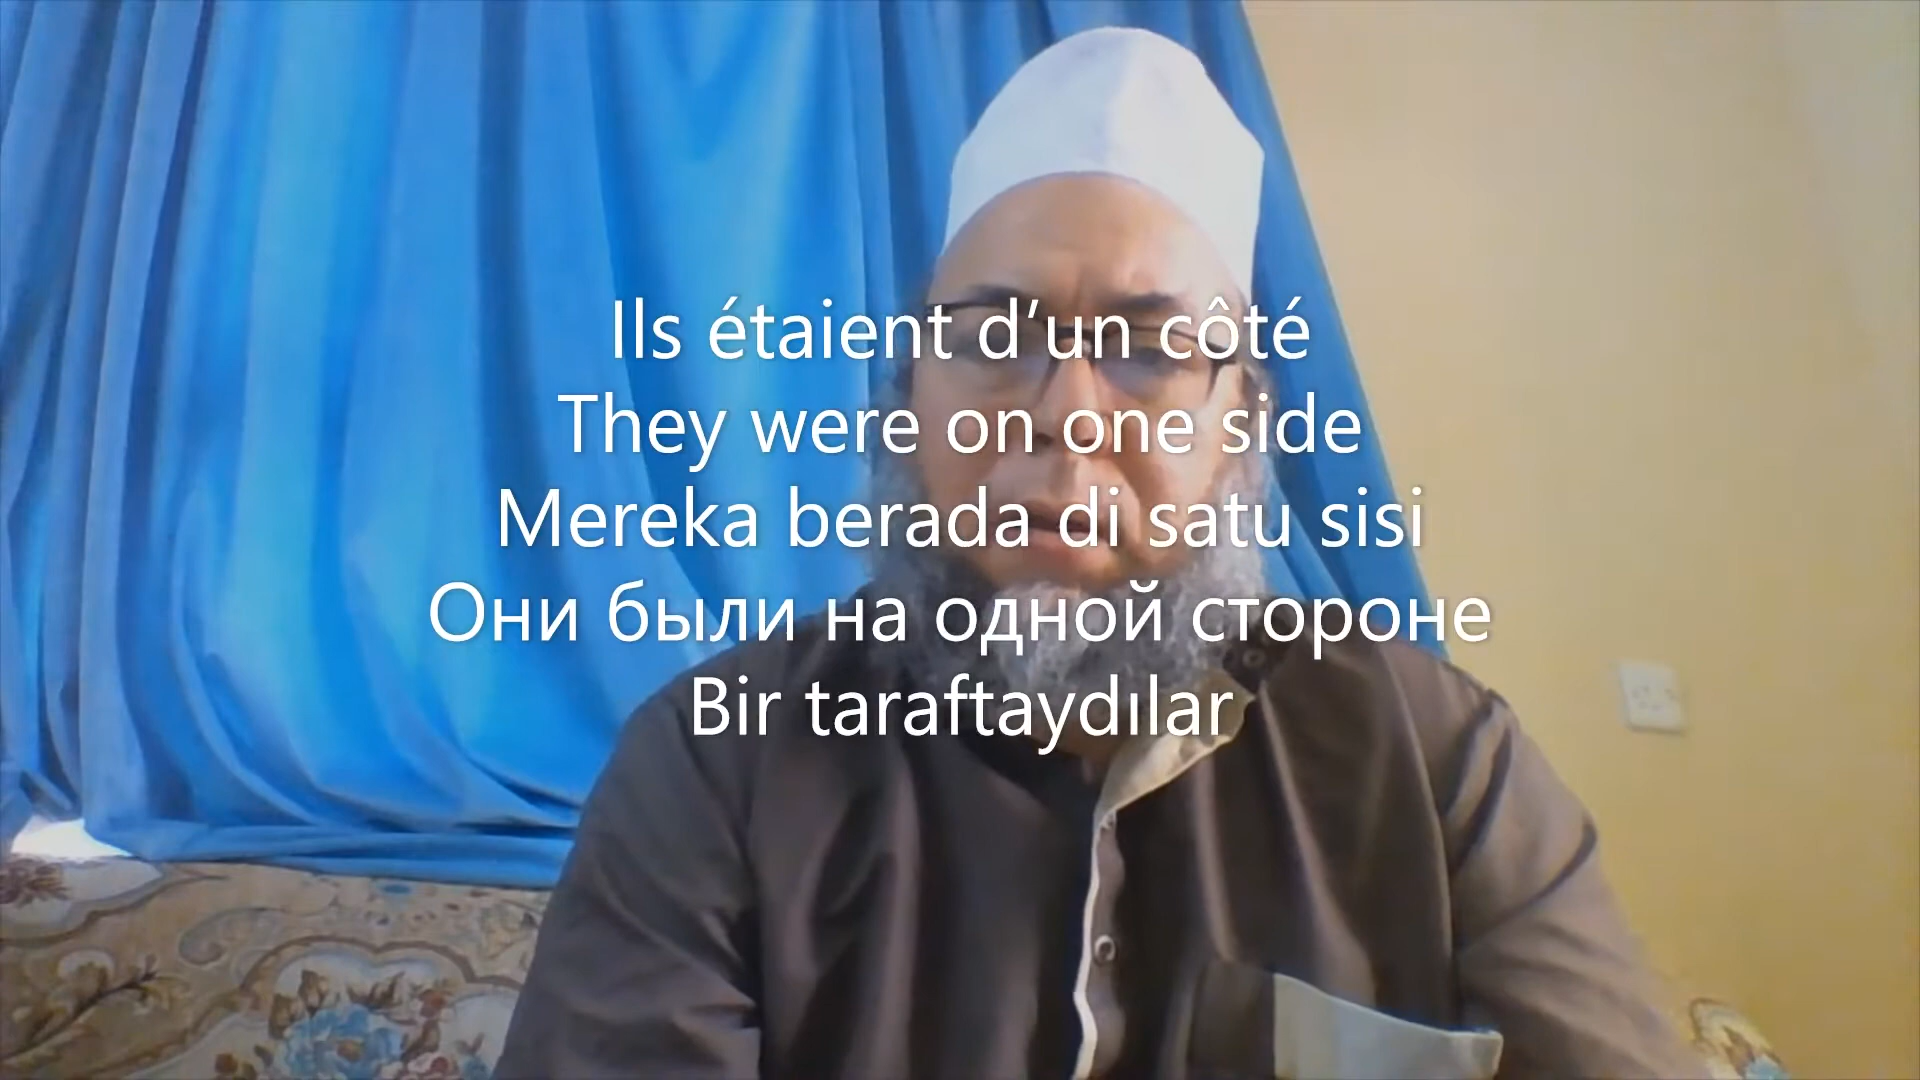 Ils étaient d’un côté
They were on one side
Mereka berada di satu sisi
Они были на одной стороне
Bir taraftaydılar